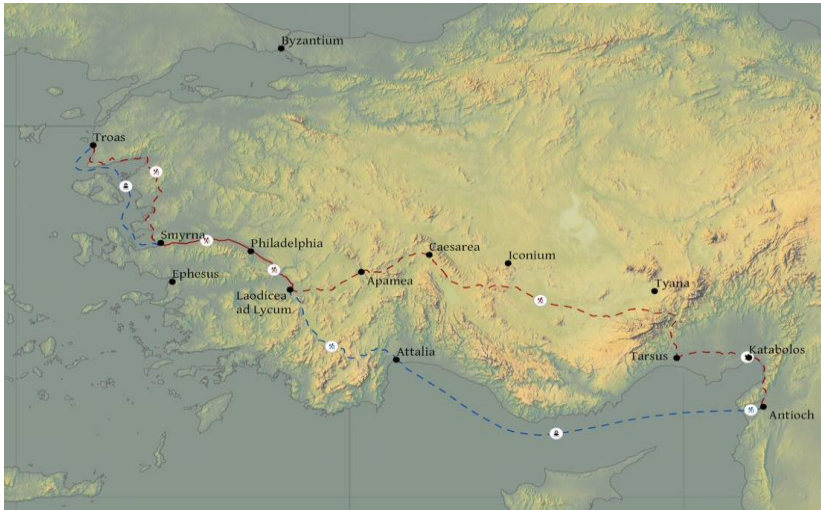 Byzantium
Troas
Smyrna
Philadelphia
Ephesus
Laodicea
ad Lycum
Apamea
Caesarea
Iconium
Tyana
Attalia
Tarsus
Katabolos
Antioch